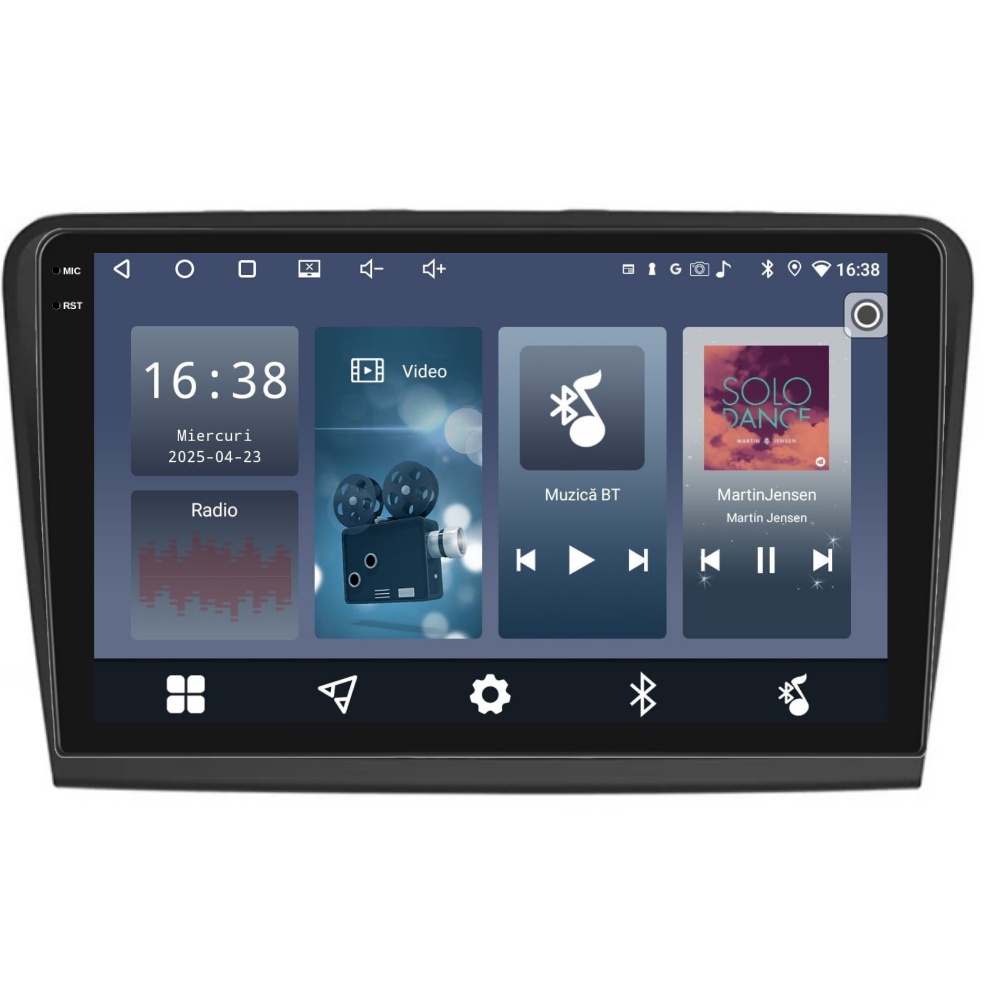 MIC
RST
16:38
16:38
Miercuri
2025-04-23
Radio
Video
Muzică BT
SOLO
DANCE
MARTIN JENSEN
MartinJensen
Martin Jensen